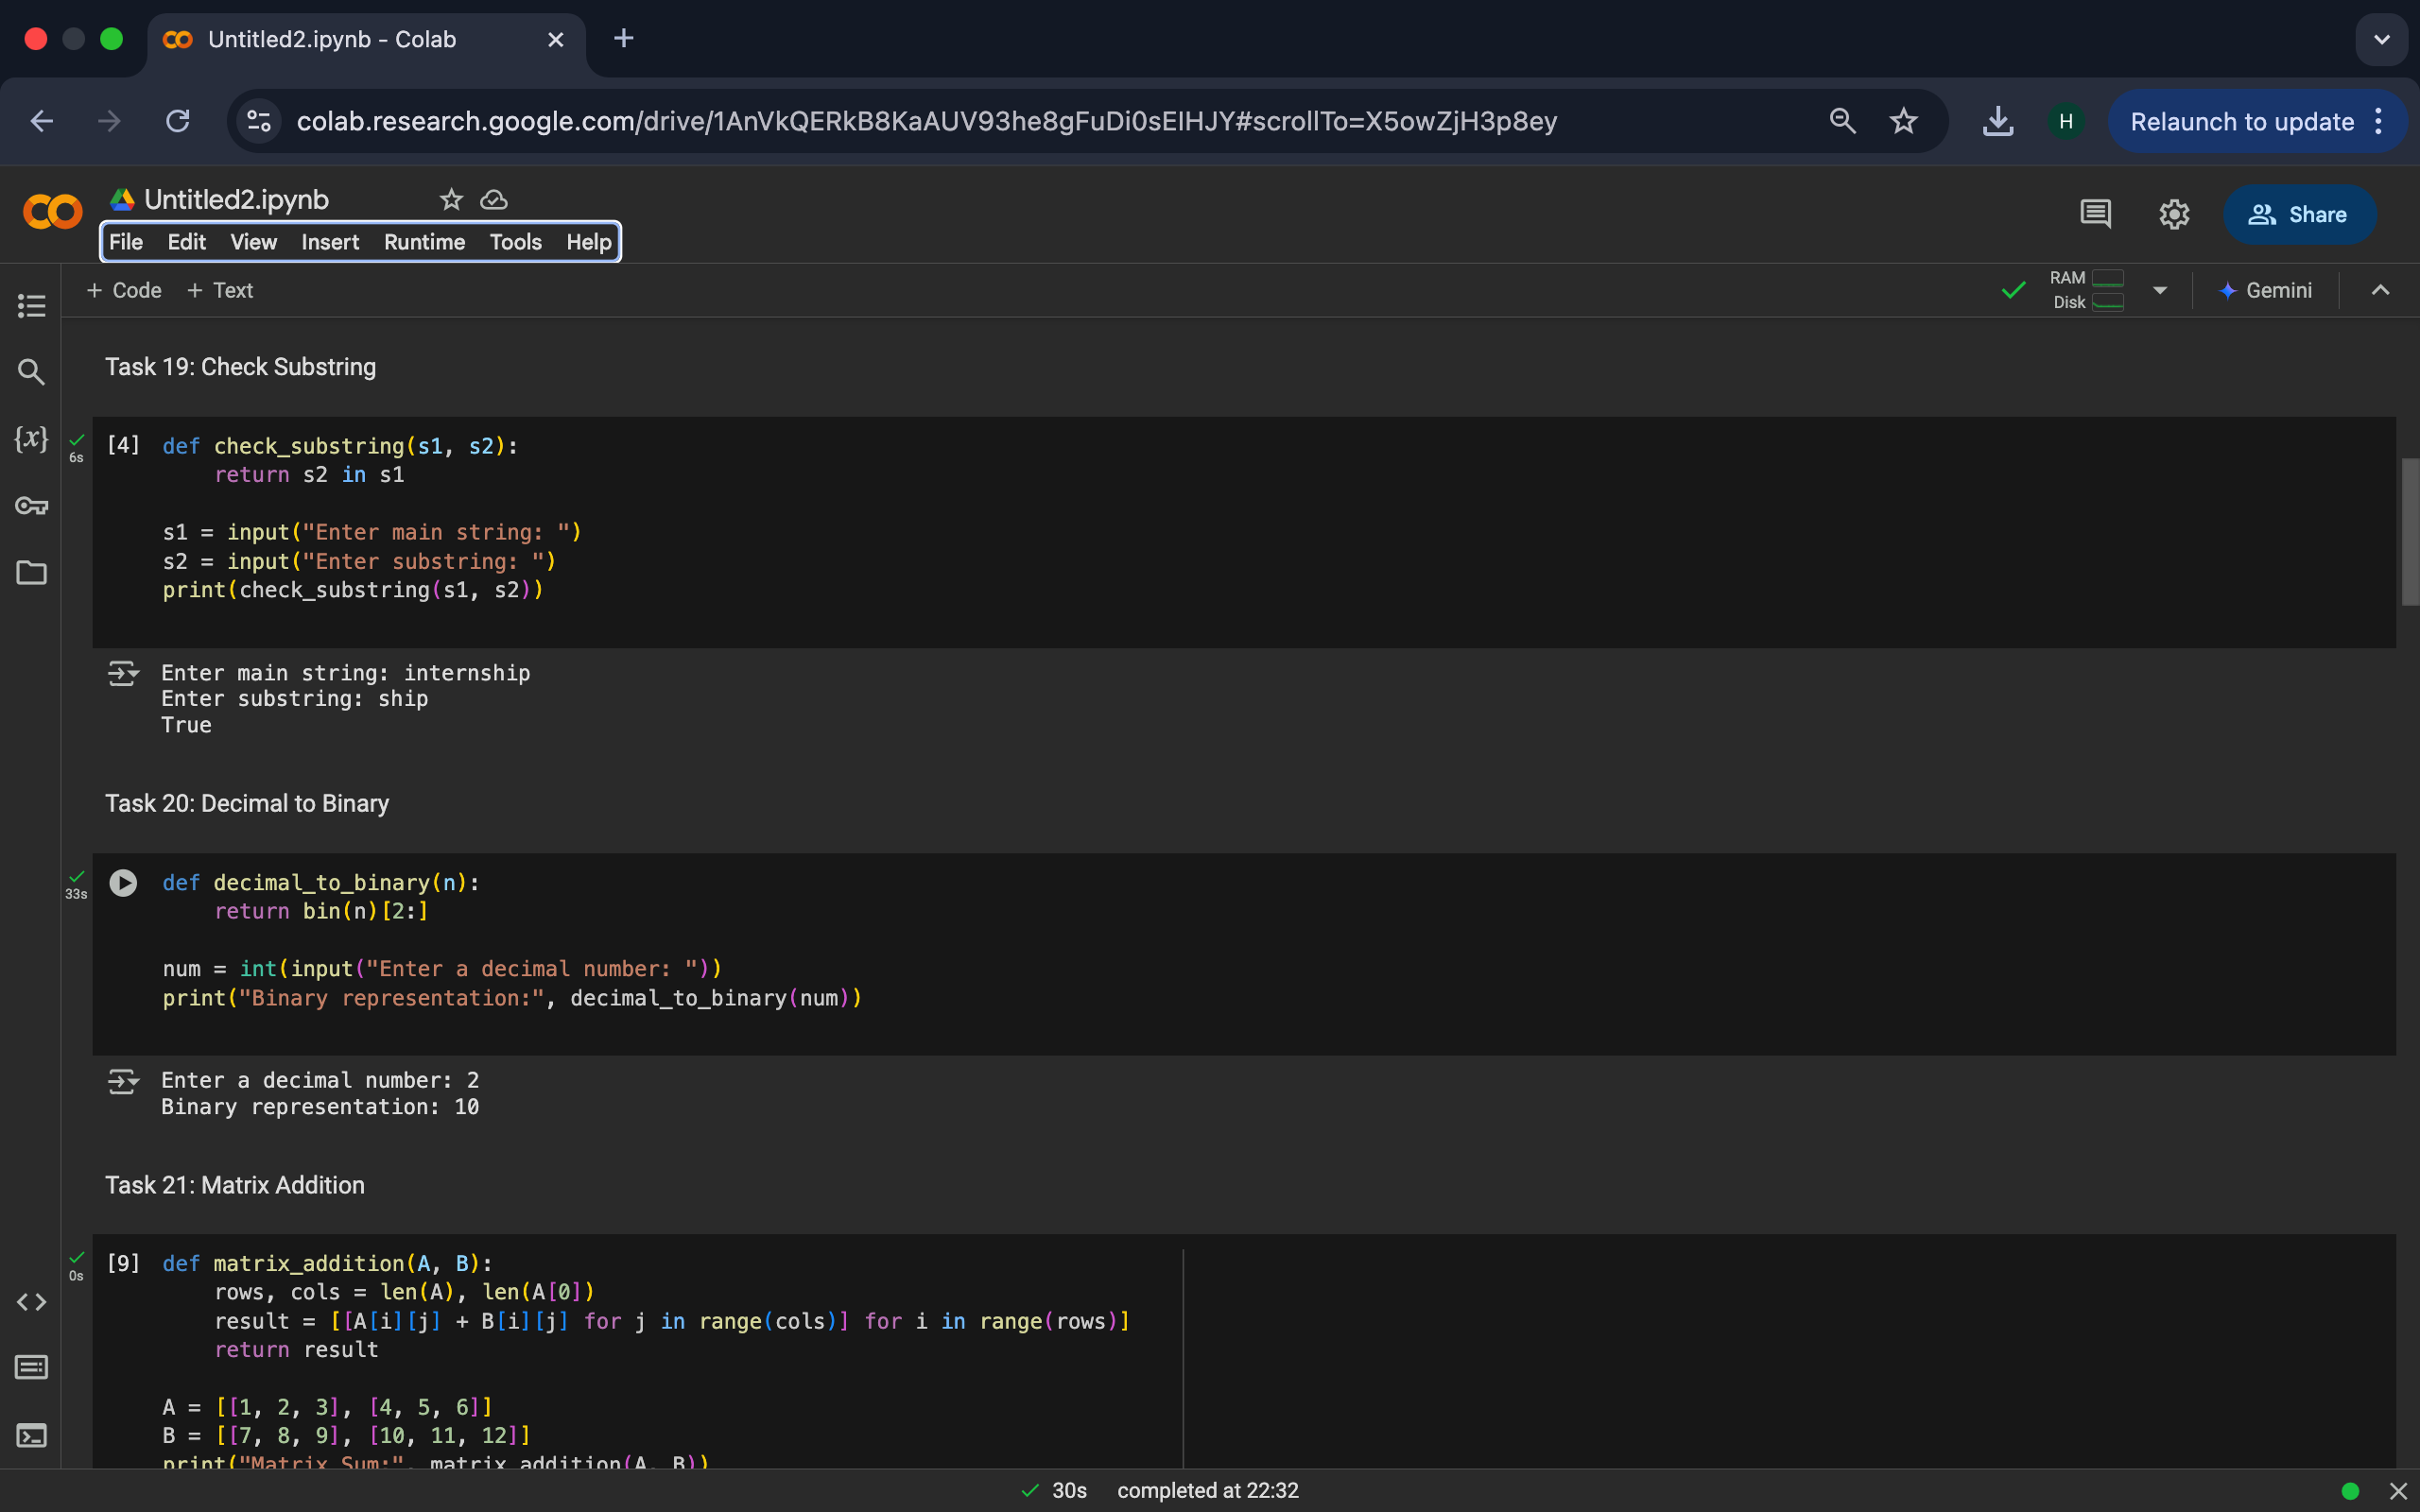 Untitled2.ipynb - Colab
colab.research.google.com/drive/1AnVkQERkB8KaAUV93he8gFuDi0sEIHJY#scrollTo=X5owZjH3p8ey
H
Relaunch to update
Untitled2.ipynb
File Edit View Insert Runtime Tools Help
Share
+ Code + Text
RAM
Disk
Gemini
Task 19: Check Substring
6s
[4] def check_substring(s1, s2):
    return s2 in s1
s1 = input("Enter main string: ")
s2 = input("Enter substring: ")
print(check_substring(s1, s2))
Enter main string: internship
Enter substring: ship
True
Task 20: Decimal to Binary
33s
def decimal_to_binary(n):
    return bin(n)[2:]
num = int(input("Enter a decimal number: "))
print("Binary representation:", decimal_to_binary(num))
Enter a decimal number: 2
Binary representation: 10
Task 21: Matrix Addition
0s
[9] def matrix_addition(A, B):
    rows, cols = len(A), len(A[0])
    result = [[A[i][j] + B[i][j] for j in range(cols)] for i in range(rows)]
    return result
A = [[1, 2, 3], [4, 5, 6]]
B = [[7, 8, 9], [10, 11, 12]]
print("Matrix Sum:", matrix_addition(A, B))
30s completed at 22:32